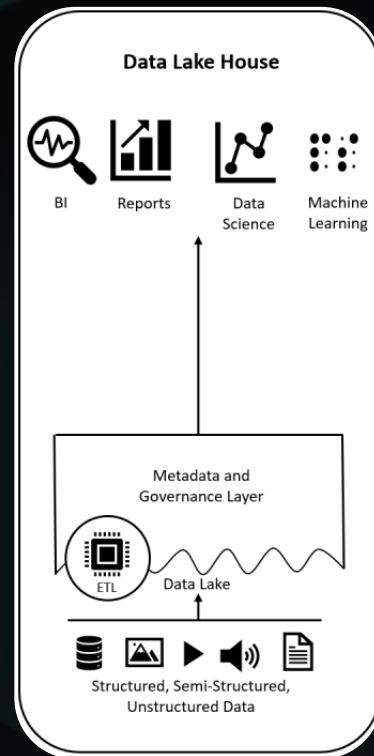 Data Lake House
BI
Reports
Data
Science
Machine
Learning
Metadata and
Governance Layer
ETL
Data Lake
Structured, Semi-Structured,
Unstructured Data